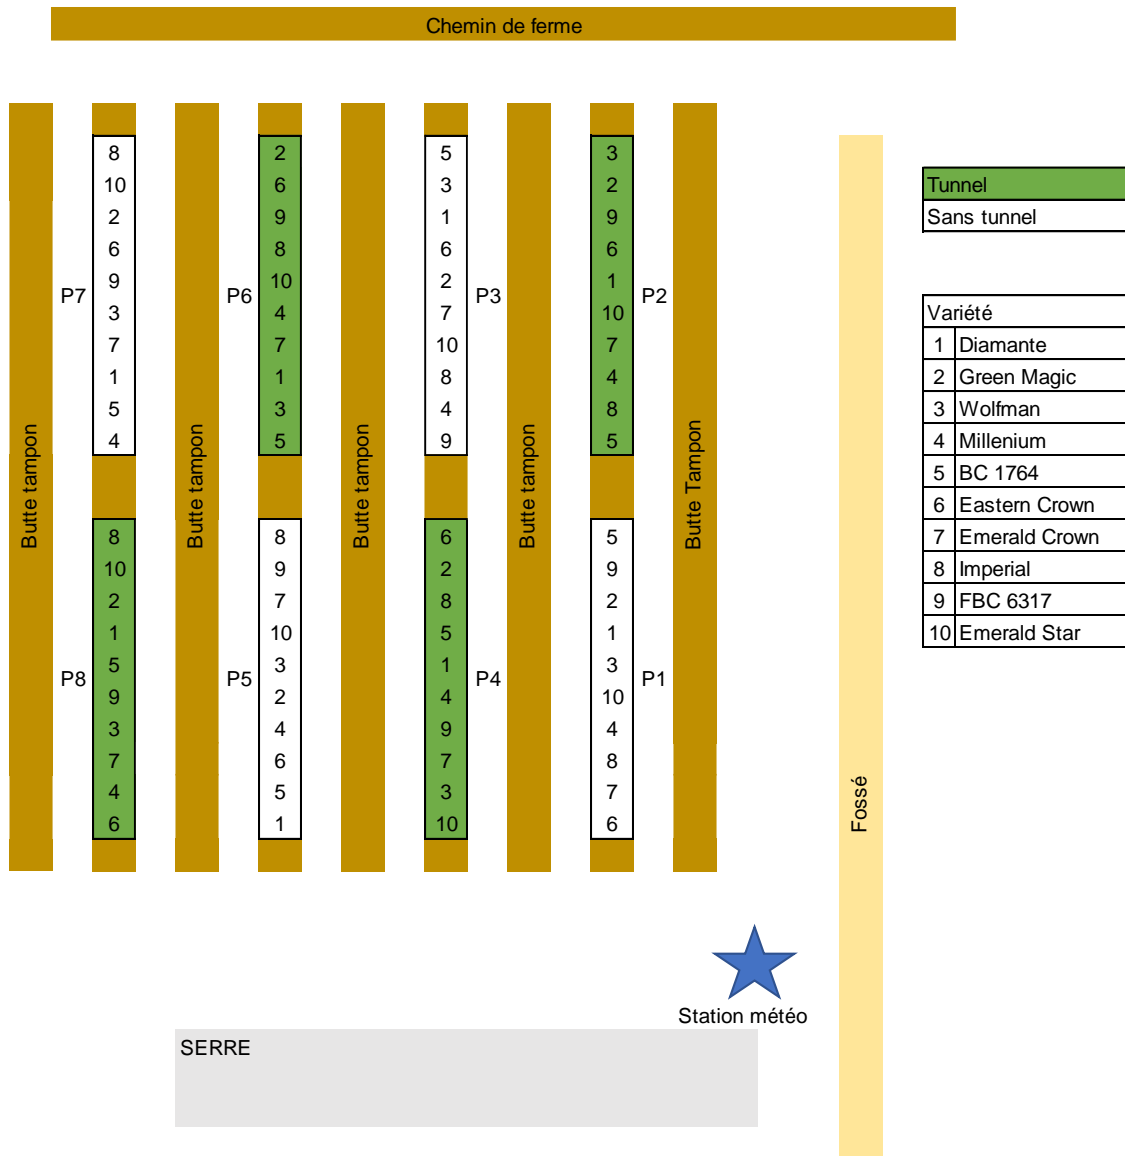 Chemin de ferme
8 2 5 3
10 6 3 2
2 9 1 9
6 8 6 6
9 10 2 1
P7 P6 P3 P2
3 4 7 10
7 7 10 7
1 1 8 4
5 3 4 8
4 5 9 5
Butte tampon
Butte tampon
Butte tampon
Butte tampon
Butte Tampon
8 8 6 5
10 9 2 9
2 7 8 2
1 10 5 1
5 3 1 3
P8 P5 P4 P1
9 2 4 10
3 4 9 4
7 6 7 8
4 5 3 7
6 1 10 6
Fossé
Station météo
SERRE
Tunnel
Sans tunnel
Variété
1 Diamante
2 Green Magic
3 Wolfman
4 Millenium
5 BC 1764
6 Eastern Crown
7 Emerald Crown
8 Imperial
9 FBC 6317
10 Emerald Star